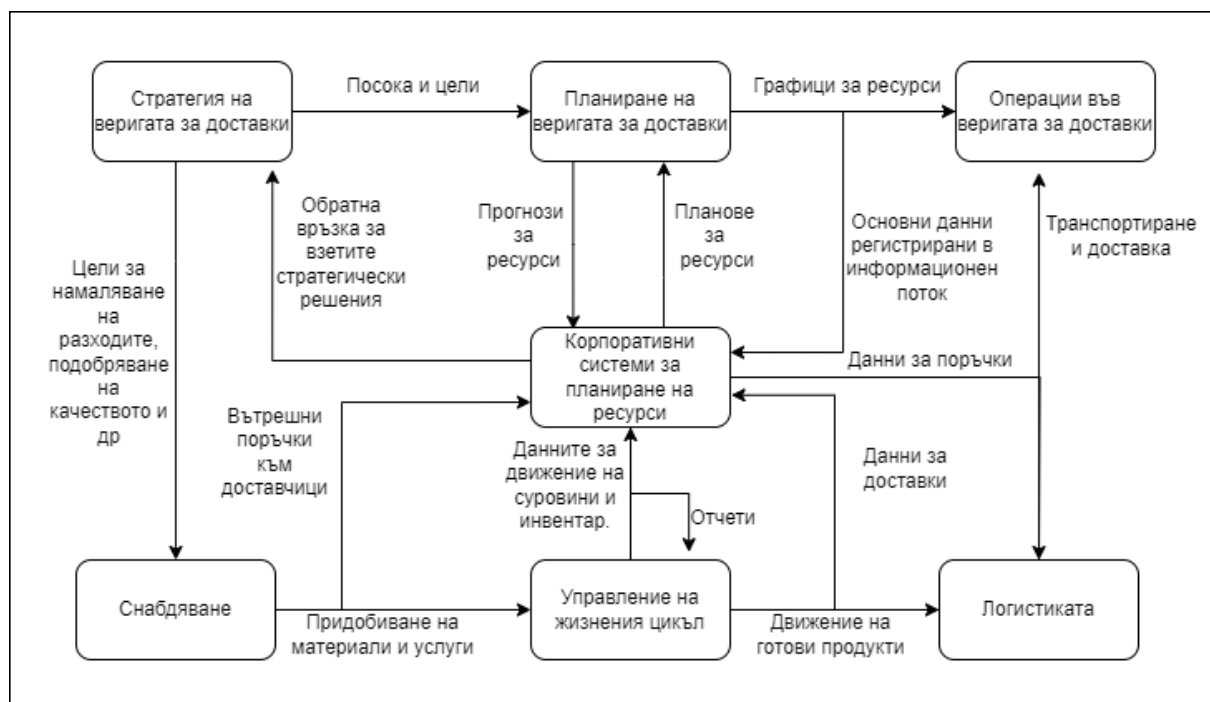 Стратегия на
веригата за доставки
Посока и цели
Планиране на
веригата за доставки
Графици за ресурси
Операции във
веригата за доставки
Цели за
намаляване
на
разходите,
подобряване
на
качеството и
др
Обратна
връзка за
взетите
стратегически
решения
Прогнози
за
ресурси
Планове
за
ресурси
Основни данни
регистрирани в
информационен
поток
Транспортиране
и доставка
Корпоративни
системи за
планиране на
ресурси
Данни за поръчки
Вътрешни
поръчки
към
доставчици
Данните за
движение на
суровини и
инвентар.
Отчети
Данни за
доставки
Снабдяване
Придобиване на
материали и услуги
Управление на
жизнения цикъл
Движение на
готови продукти
Логистиката